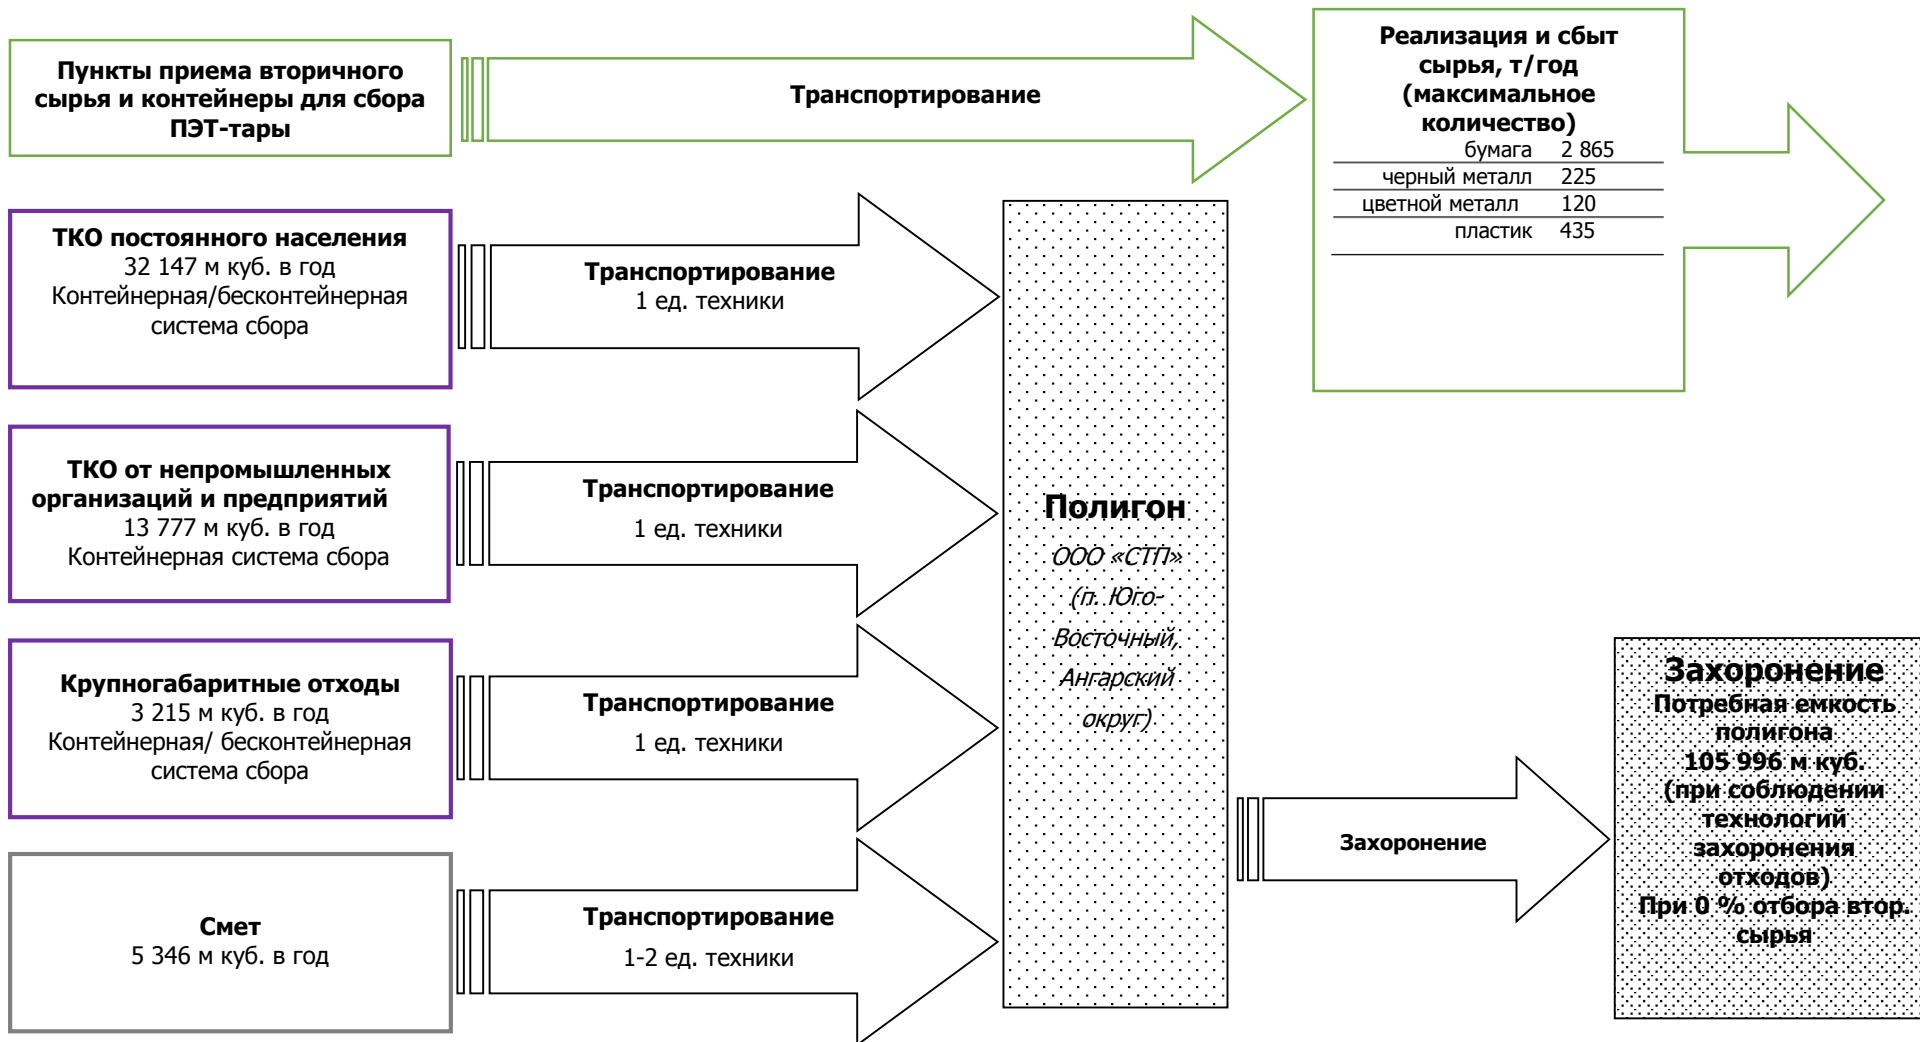 Пункты приема вторичного
сырья и контейнеры для сбора
ПЭТ-тары
Транспортирование
Реализация и сбыт
сырья, т/год
(максимальное
количество)
бумага 2 865
черный металл 225
цветной металл 120
пластик 435
ТКО постоянного населения
32 147 м куб. в год
Контейнерная/бесконтейнерная
система сбора
Транспортирование
1 ед. техники
ТКО от непромышленных
организаций и предприятий
13 777 м куб. в год
Контейнерная система сбора
Транспортирование
1 ед. техники
Крупногабаритные отходы
3 215 м куб. в год
Контейнерная/ бесконтейнерная
система сбора
Транспортирование
1 ед. техники
Смет
5 346 м куб. в год
Транспортирование
1-2 ед. техники
Полигон
ООО «СТП»
(п. Юго-
Восточный,
Ангарский
округ)
Захоронение
Захоронение
Потребная емкость
полигона
105 996 м куб.
(при соблюдении
технологий
захоронения
отходов)
При 0 % отбора втор.
сырья